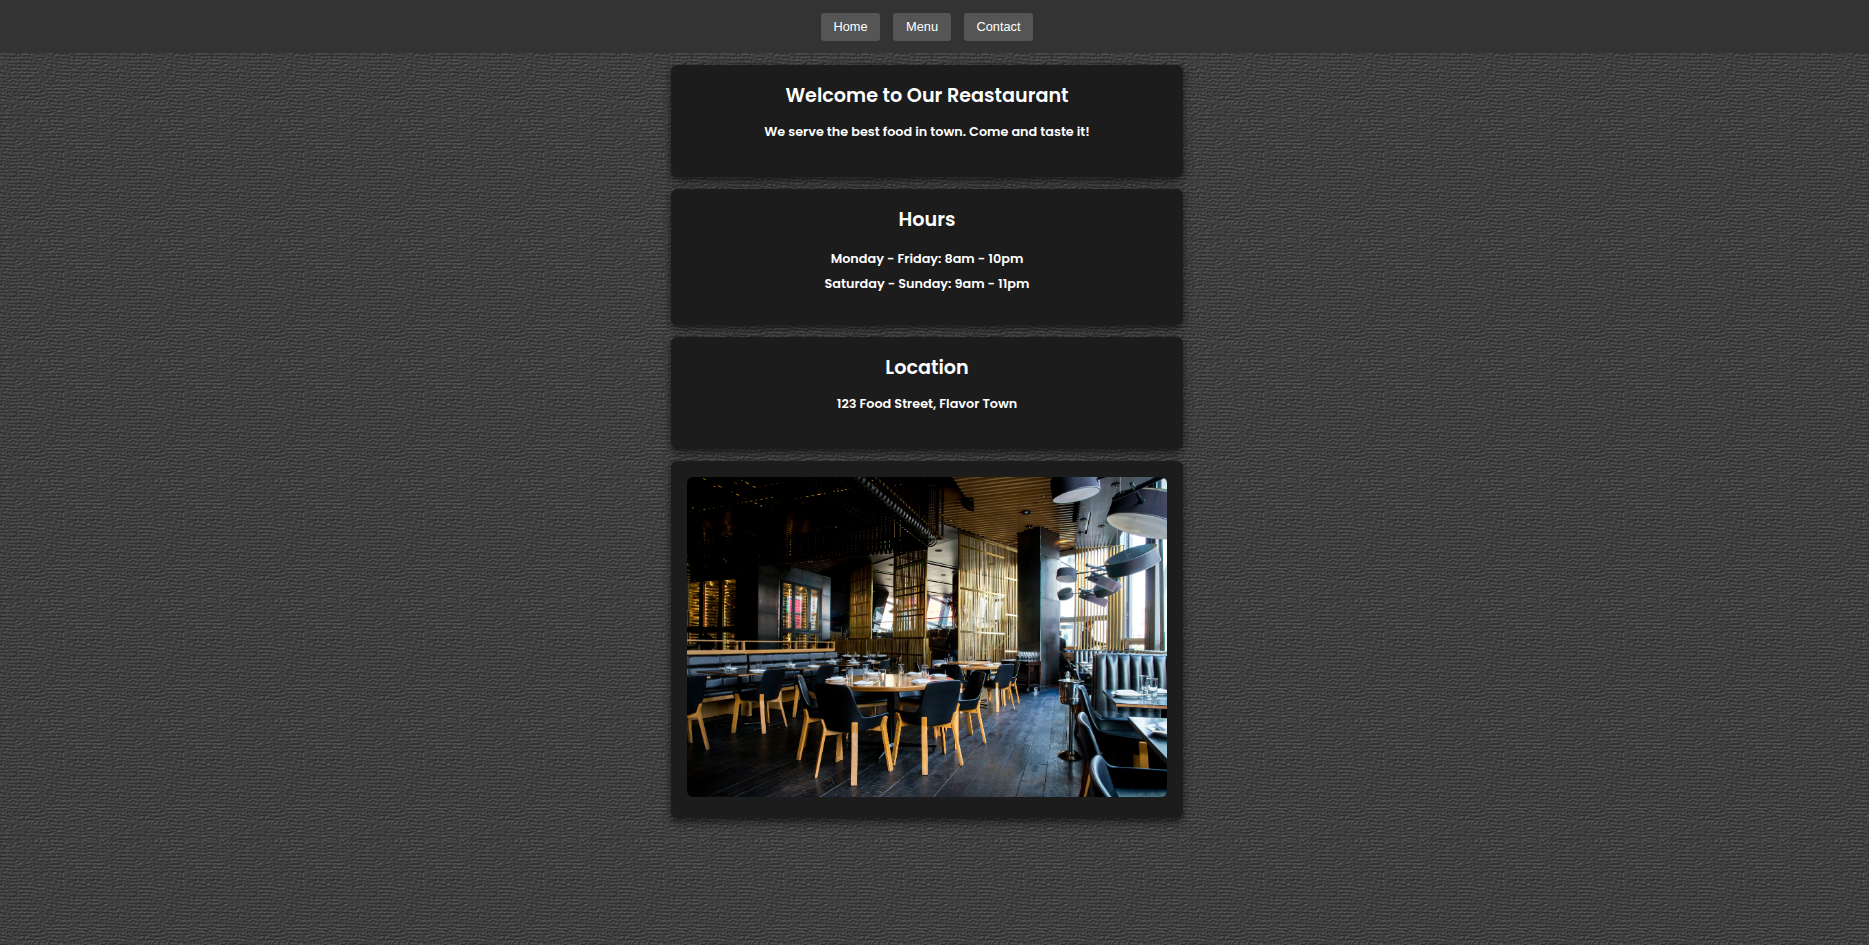 Home Menu Contact
Welcome to Our Reastaurant
We serve the best food in town. Come and taste it!
Hours
Monday - Friday: 8am - 10pm
Saturday - Sunday: 9am - 11pm
Location
123 Food Street, Flavor Town